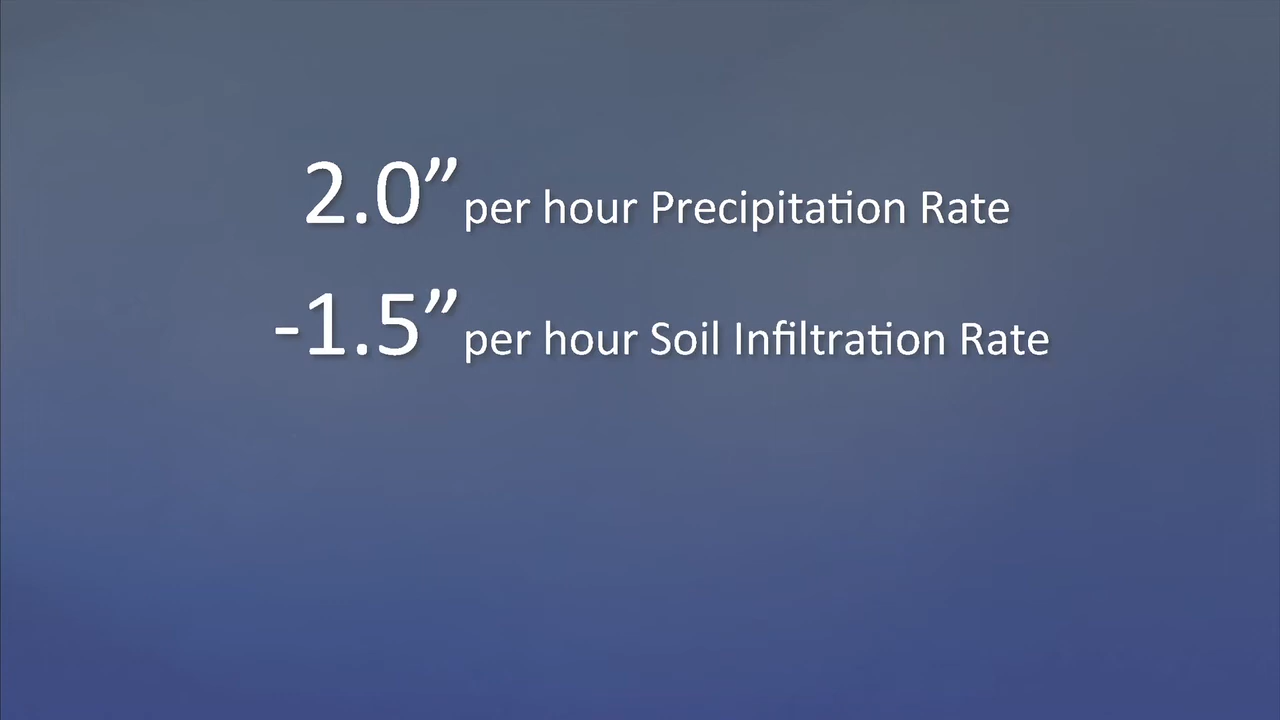 2.0” per hour Precipitation Rate
-1.5” per hour Soil Infiltration Rate